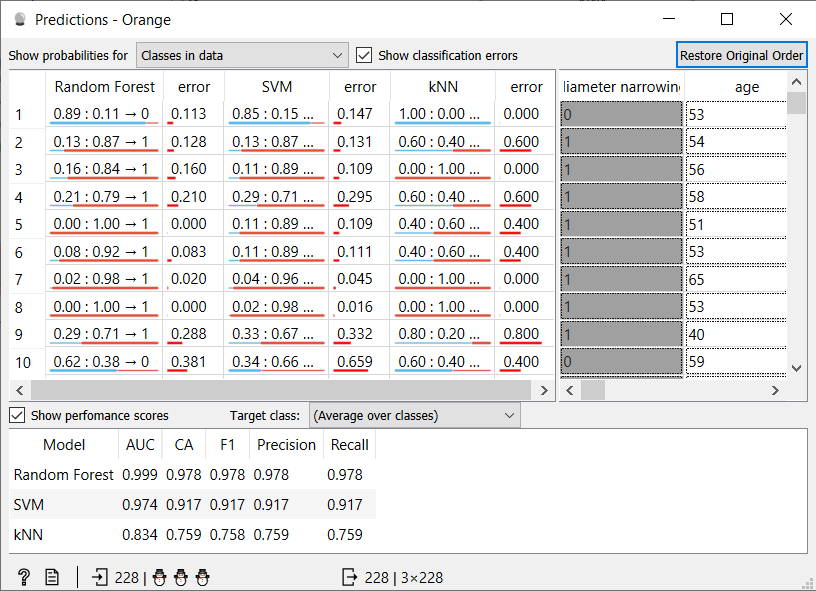 Predictions - Orange
Show probabilities for Classes in data Show classification errors Restore Original Order
Random Forest error SVM error kNN error liameter narrowing age
1 0.89 : 0.11 → 0 0.113 0.85 : 0.15 ... 0.147 1.00 : 0.00 ... 0.000 0 53
2 0.13 : 0.87 → 1 0.128 0.13 : 0.87 ... 0.131 0.60 : 0.40 ... 0.600 1 54
3 0.16 : 0.84 → 1 0.160 0.11 : 0.89 ... 0.109 0.00 : 1.00 ... 0.000 1 56
4 0.21 : 0.79 → 1 0.210 0.29 : 0.71 ... 0.295 0.60 : 0.40 ... 0.600 1 58
5 0.00 : 1.00 → 1 0.000 0.11 : 0.89 ... 0.109 0.40 : 0.60 ... 0.400 1 51
6 0.08 : 0.92 → 1 0.083 0.11 : 0.89 ... 0.111 0.40 : 0.60 ... 0.400 1 53
7 0.02 : 0.98 → 1 0.020 0.04 : 0.96 ... 0.045 0.00 : 1.00 ... 0.000 1 65
8 0.00 : 1.00 → 1 0.000 0.02 : 0.98 ... 0.016 0.00 : 1.00 ... 0.000 1 53
9 0.29 : 0.71 → 1 0.288 0.33 : 0.67 ... 0.332 0.80 : 0.20 ... 0.800 1 40
10 0.62 : 0.38 → 0 0.381 0.34 : 0.66 ... 0.659 0.60 : 0.40 ... 0.400 0 59
Show perfomance scores Target class: (Average over classes)
Model AUC CA F1 Precision Recall
Random Forest 0.999 0.978 0.978 0.978 0.978
SVM 0.974 0.917 0.917 0.917 0.917
kNN 0.834 0.759 0.758 0.759 0.759
? 228 | 228 | 3×228